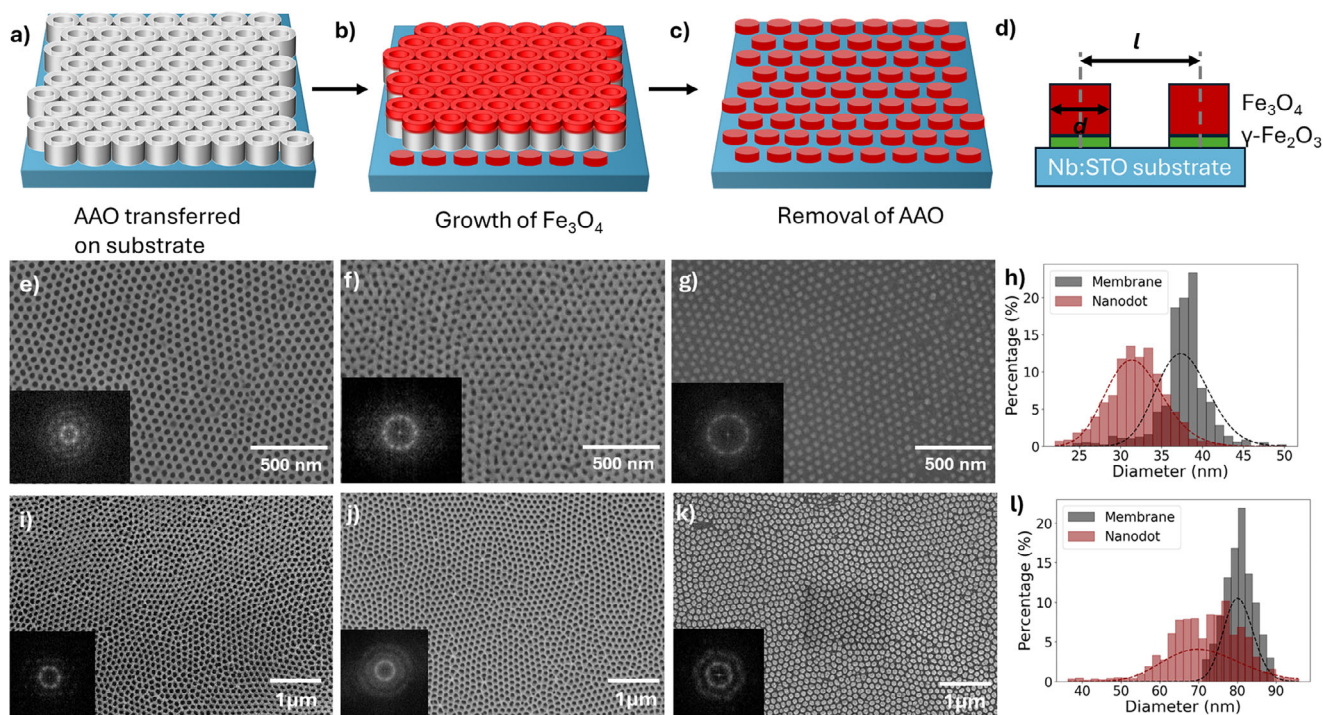 a)
b)
c)
d)
l
d
Fe₃O₄
γ-Fe₂O₃
Nb:STO substrate
AAO transferred
on substrate
Growth of Fe₃O₄
Removal of AAO
e)
500 nm
f)
500 nm
g)
500 nm
h)
Membrane
Nanodot
Percentage (%)
20
15
10
5
0
25 30 35 40 45 50
Diameter (nm)
i)
1μm
j)
1μm
k)
1μm
l)
Membrane
Nanodot
Percentage (%)
20
15
10
5
0
40 50 60 70 80 90
Diameter (nm)